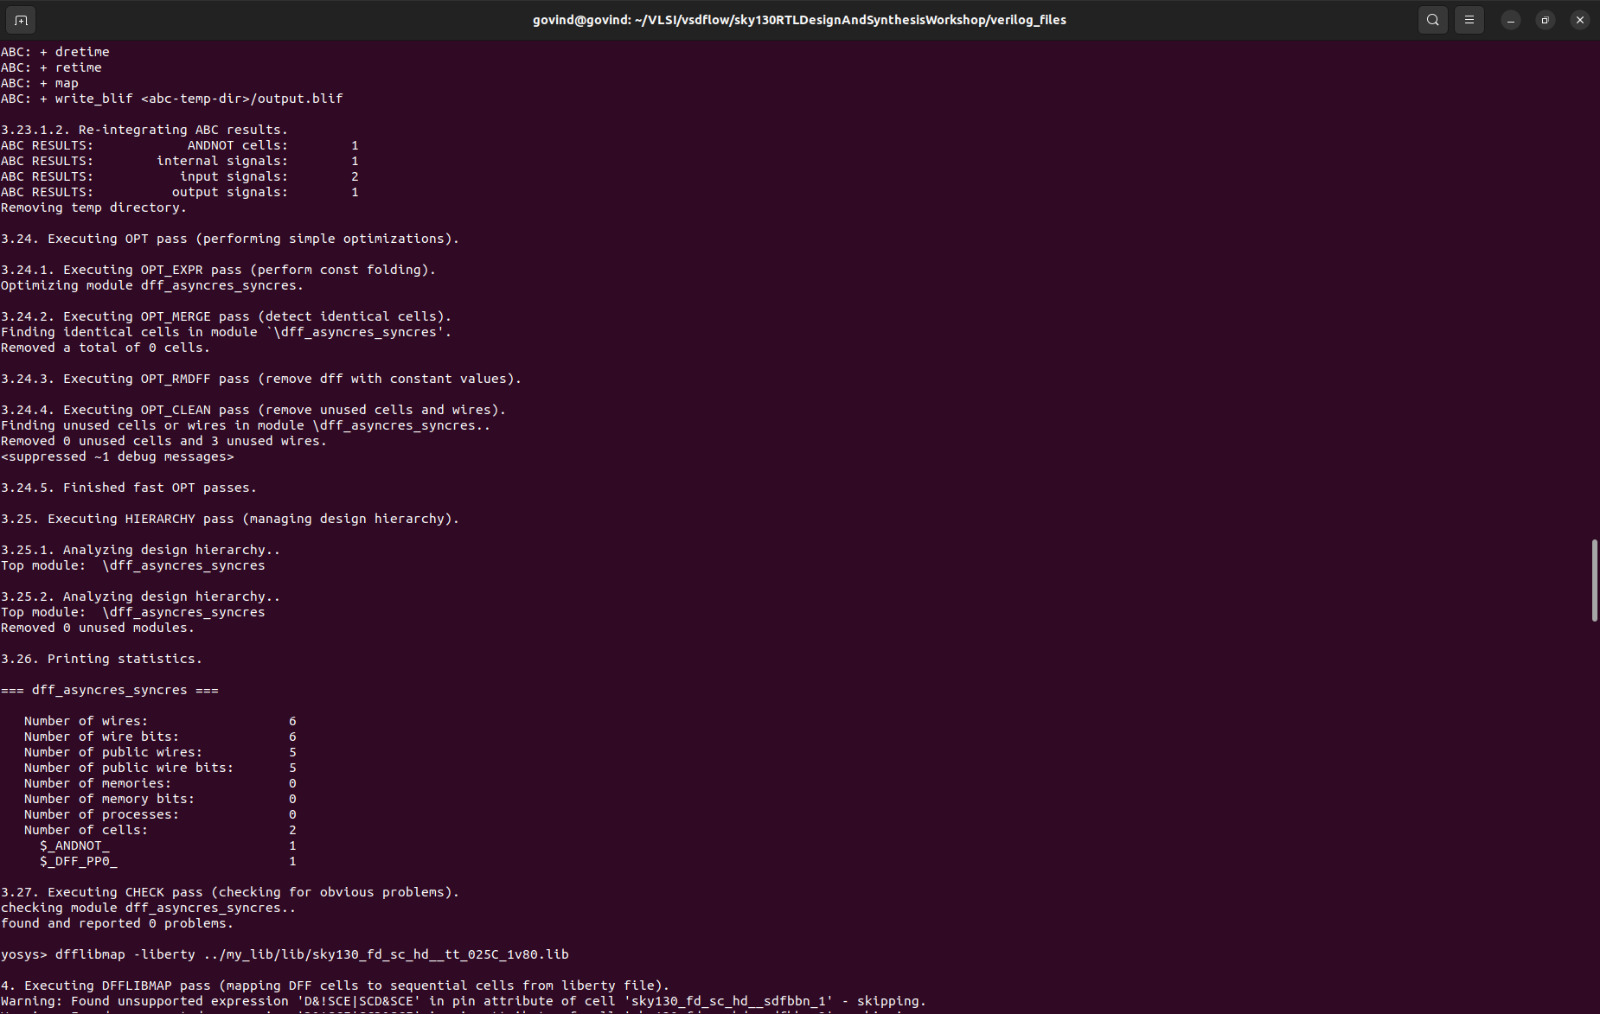 govind@govind: ~/VLSI/vsdflow/sky130RTLDesignAndSynthesisWorkshop/verilog_files
ABC: + dretime
ABC: + retime
ABC: + map
ABC: + write_blif <abc-temp-dir>/output.blif
3.23.1.2. Re-integrating ABC results.
ABC RESULTS:            ANDNOT cells:        1
ABC RESULTS:        internal signals:        1
ABC RESULTS:           input signals:        2
ABC RESULTS:          output signals:        1
Removing temp directory.
3.24. Executing OPT pass (performing simple optimizations).
3.24.1. Executing OPT_EXPR pass (perform const folding).
Optimizing module dff_asyncres_syncres.
3.24.2. Executing OPT_MERGE pass (detect identical cells).
Finding identical cells in module `\dff_asyncres_syncres'.
Removed a total of 0 cells.
3.24.3. Executing OPT_RMDFF pass (remove dff with constant values).
3.24.4. Executing OPT_CLEAN pass (remove unused cells and wires).
Finding unused cells or wires in module \dff_asyncres_syncres..
Removed 0 unused cells and 3 unused wires.
<suppressed ~1 debug messages>
3.24.5. Finished fast OPT passes.
3.25. Executing HIERARCHY pass (managing design hierarchy).
3.25.1. Analyzing design hierarchy..
Top module:  \dff_asyncres_syncres
3.25.2. Analyzing design hierarchy..
Top module:  \dff_asyncres_syncres
Removed 0 unused modules.
3.26. Printing statistics.
=== dff_asyncres_syncres ===
   Number of wires:                  6
   Number of wire bits:              6
   Number of public wires:           5
   Number of public wire bits:       5
   Number of memories:               0
   Number of memory bits:            0
   Number of processes:              0
   Number of cells:                  2
     $_ANDNOT_                       1
     $_DFF_PP0_                      1
3.27. Executing CHECK pass (checking for obvious problems).
checking module dff_asyncres_syncres..
found and reported 0 problems.
yosys> dfflibmap -liberty ../my_lib/lib/sky130_fd_sc_hd__tt_025C_1v80.lib
4. Executing DFFLIBMAP pass (mapping DFF cells to sequential cells from liberty file).
Warning: Found unsupported expression 'D&!SCE|SCD&SCE' in pin attribute of cell 'sky130_fd_sc_hd__sdfbbn_1' - skipping.